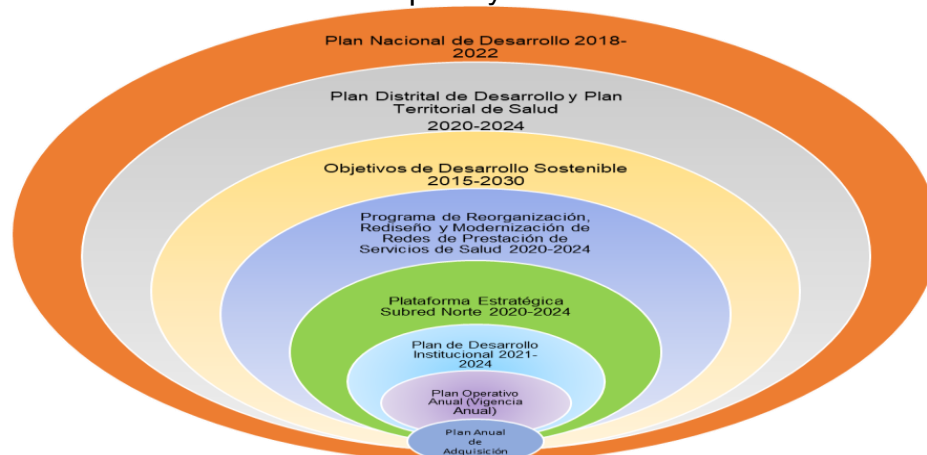 Plan Nacional de Desarrollo 2018-
2022
Plan Distrital de Desarrollo y Plan
Territorial de Salud
2020-2024
Objetivos de Desarrollo Sostenible
2015-2030
Programa de Reorganización,
Rediseño y Modernización de
Redes de Prestación de
Servicios de Salud 2020-2024
Plataforma Estratégica
Subred Norte 2020-2024
Plan de Desarrollo
Institucional 2021-
2024
Plan Operativo
Anual (Vigencia
Anual)
Plan Anual
de
Adquisición